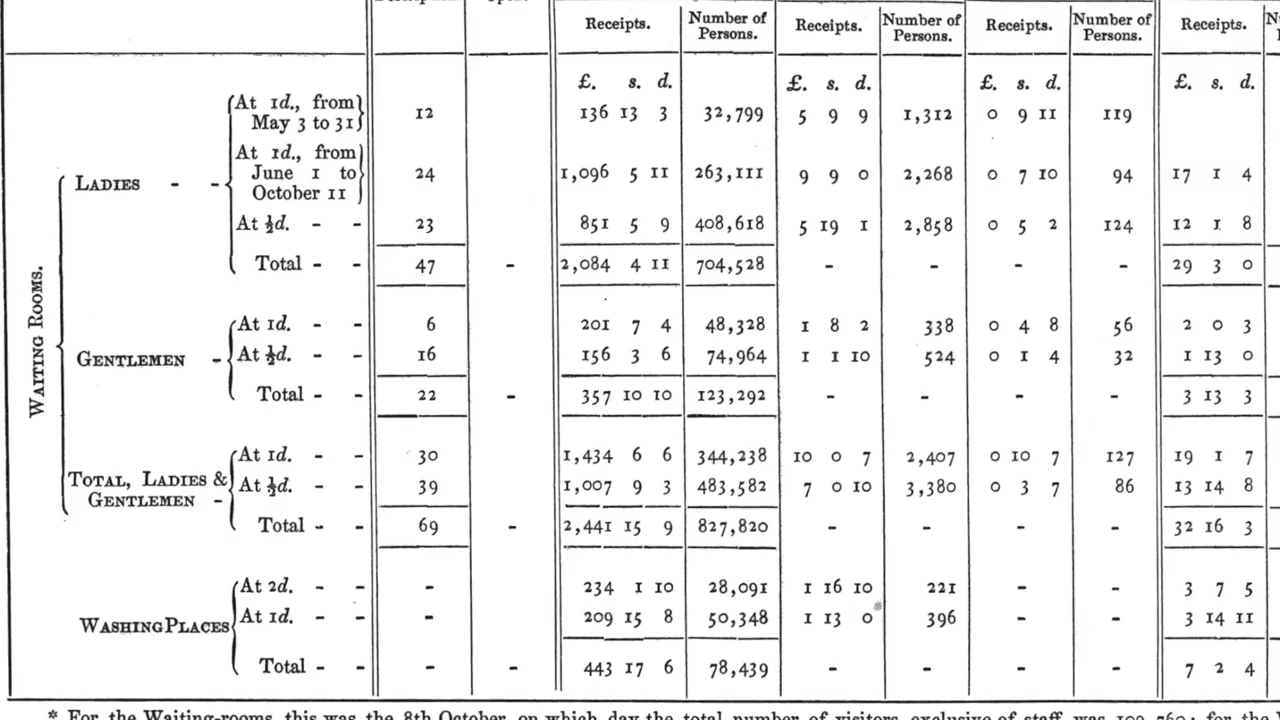 Receipts. Number of Persons. Receipts. Number of Persons. Receipts. Number of Persons. Receipts.
£. s. d. £. s. d. £. s. d. £. s. d.
WAITING ROOMS.
LADIES - -
At 1d., from May 3 to 31 12 136 13 3 32,799 5 9 9 1,312 0 9 11 119
At 1d., from June 1 to October 11 24 1,096 5 11 263,111 9 9 0 2,268 0 7 10 94 17 1 4
At ½d. - - 23 851 5 9 408,618 5 19 1 2,858 0 5 2 124 12 1 8
Total - - 47 - 2,084 4 11 704,528 - - - - 29 3 0
GENTLEMEN -
At 1d. - - 6 201 7 4 48,328 1 8 2 338 0 4 8 56 2 0 3
At ½d. - - 16 156 3 6 74,964 1 1 10 524 0 1 4 32 1 13 0
Total - - 22 - 357 10 10 123,292 - - - - 3 13 3
TOTAL, LADIES & GENTLEMEN -
At 1d. - - 30 1,434 6 6 344,238 10 0 7 2,407 0 10 7 127 19 1 7
At ½d. - - 39 1,007 9 3 483,582 7 0 10 3,380 0 3 7 86 13 14 8
Total - - 69 - 2,441 15 9 827,820 - - - - 32 16 3
WASHING PLACES
At 2d. - - - 234 1 10 28,091 1 16 10 221 - - 3 7 5
At 1d. - - - 209 15 8 50,348 1 13 0 396 - - 3 14 11
Total - - - - 443 17 6 78,439 - - - - 7 2 4
* For the Waiting-rooms, this was the 8th October, on which day the total number of visitors, exclusive of staff, was 109,760; for the